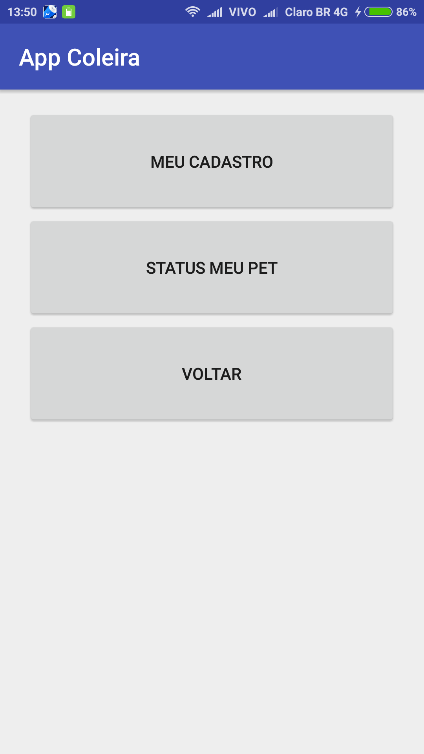 13:50 VIVO Claro BR 4G 86%
App Coleira
MEU CADASTRO
STATUS MEU PET
VOLTAR